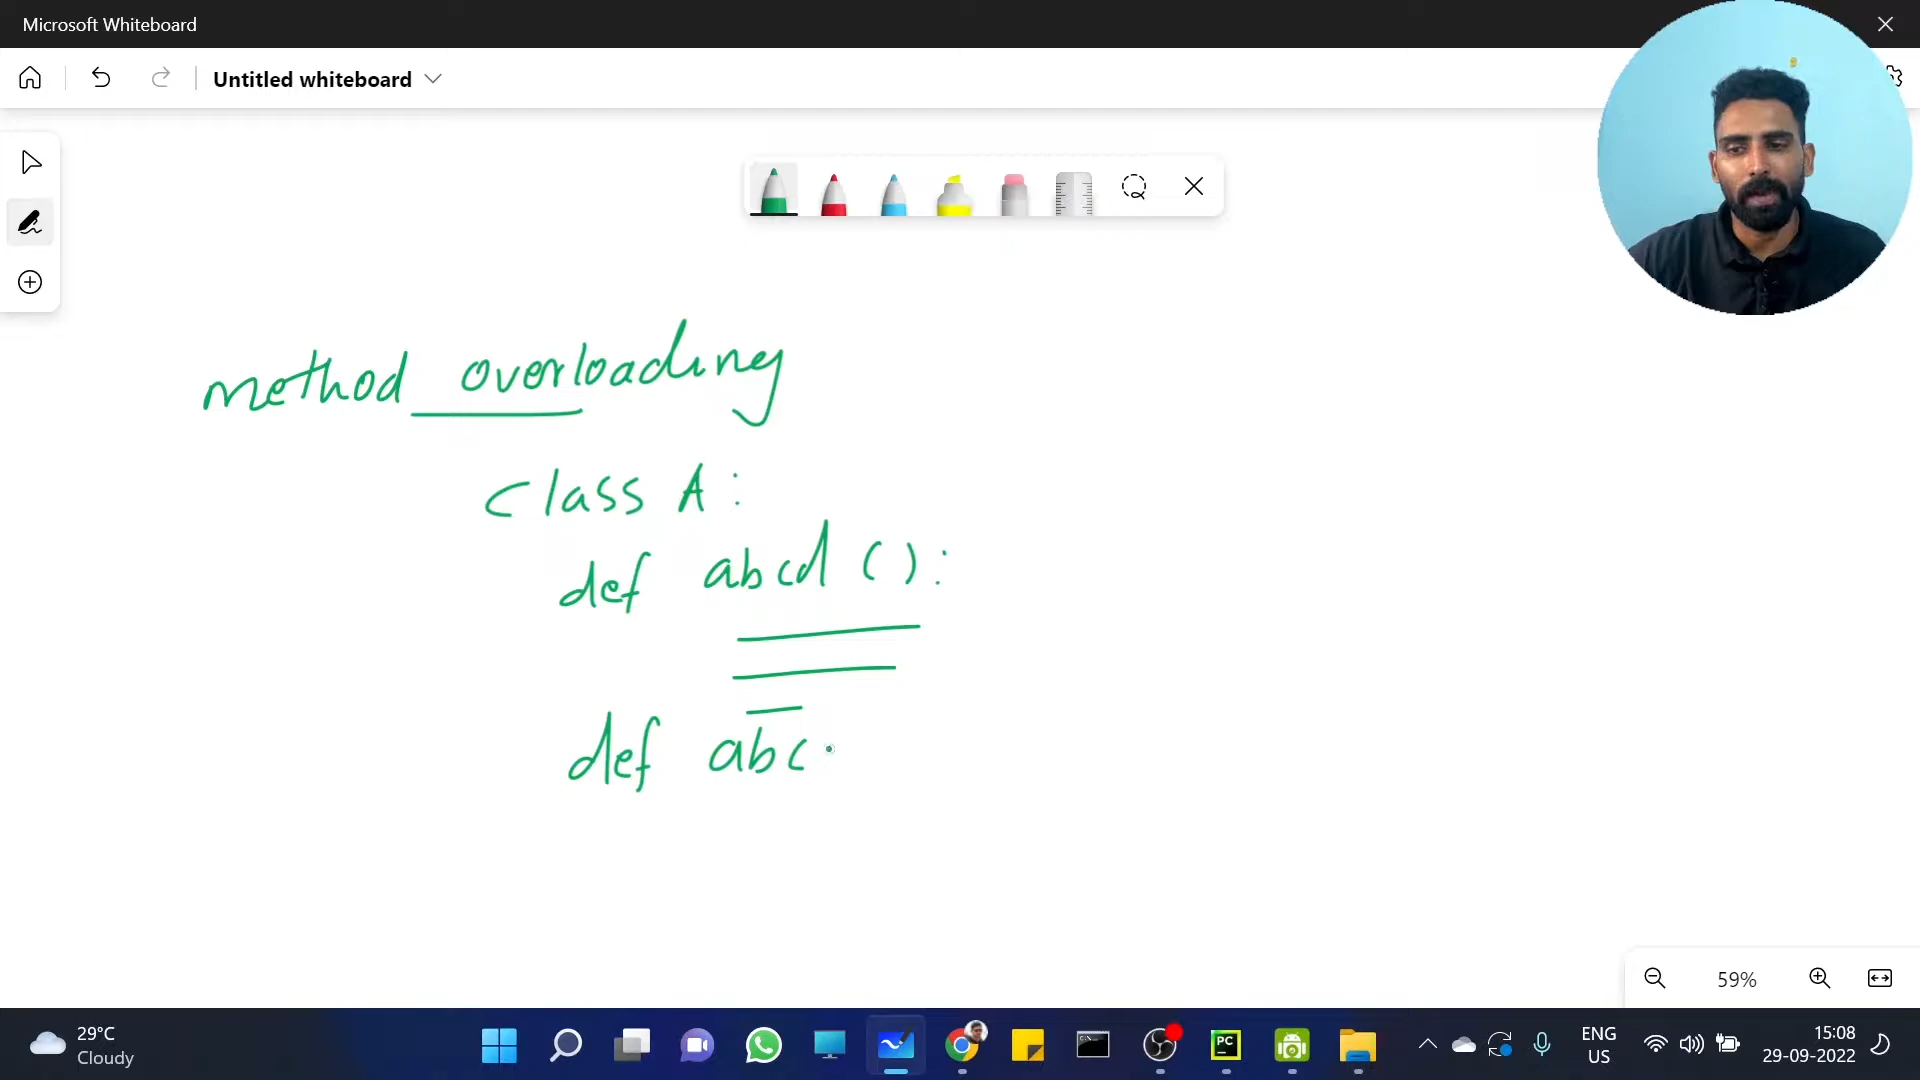 Microsoft Whiteboard
Untitled whiteboard
method overloading
class A:
def abcd():
def abc
59%
29°C
Cloudy
PC
ENG
US
15:08
29-09-2022